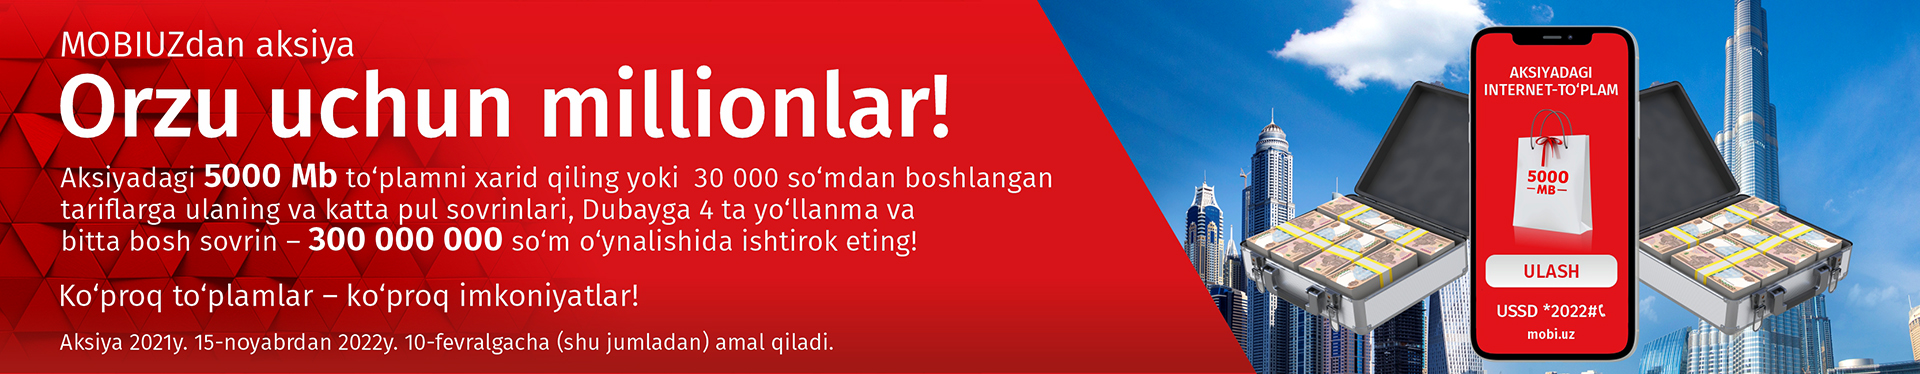 MOBIUZdan aksiya
Orzu uchun millionlar!
Aksiyadagi 5000 Mb to‘plamni xarid qiling yoki 30 000 so‘mdan boshlangan
tariflarga ulaning va katta pul sovrinlari, Dubayga 4 ta yo‘llanma va
bitta bosh sovrin – 300 000 000 so‘m o‘ynalishida ishtirok eting!
Ko‘proq to‘plamlar – ko‘proq imkoniyatlar!
Aksiya 2021y. 15-noyabrdan 2022y. 10-fevralgacha (shu jumladan) amal qiladi.
AKSIYADAGI
INTERNET-TO‘PLAM
5000
–MB–
ULASH
USSD *2022#
mobi.uz